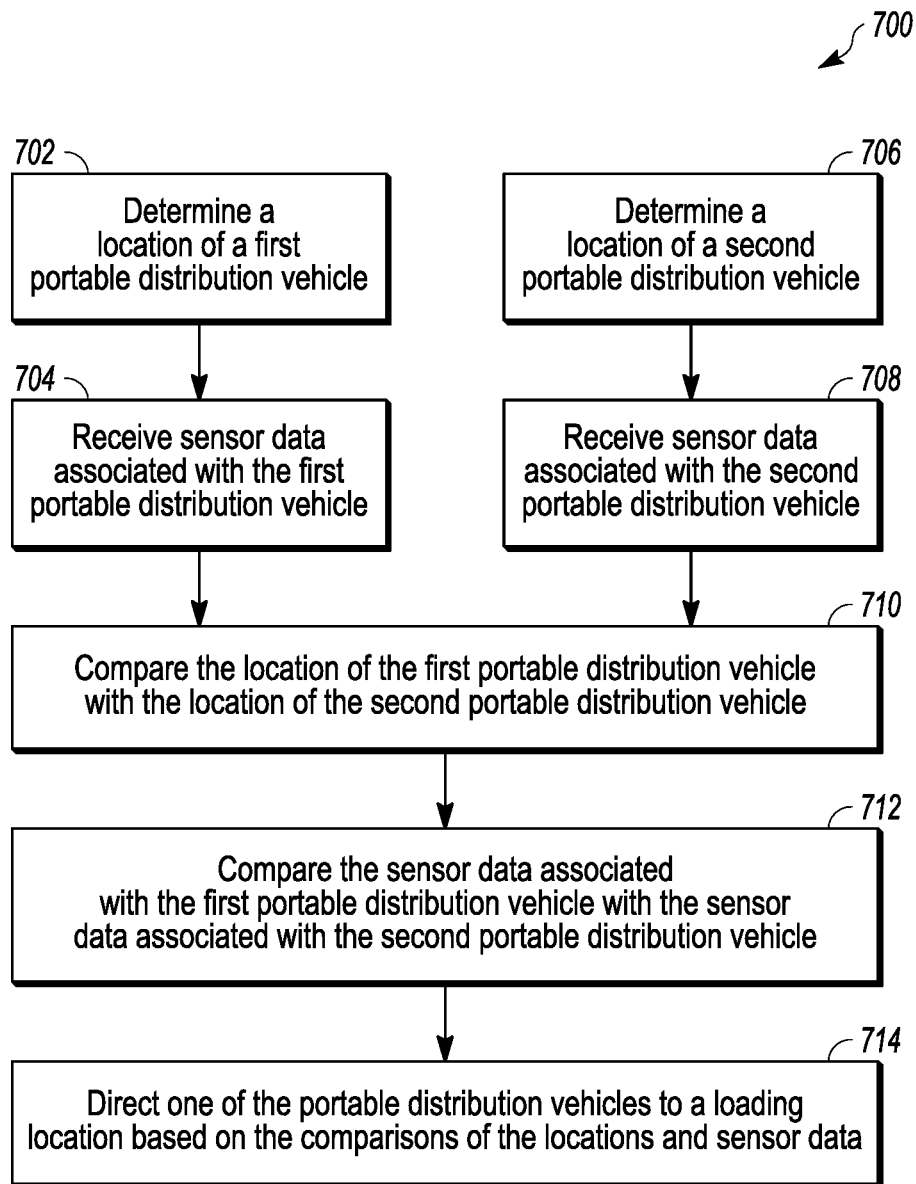 700
702
Determine a
location of a first
portable distribution vehicle
706
Determine a
location of a second
portable distribution vehicle
704
Receive sensor data
associated with the first
portable distribution vehicle
708
Receive sensor data
associated with the second
portable distribution vehicle
710
Compare the location of the first portable distribution vehicle
with the location of the second portable distribution vehicle
712
Compare the sensor data associated
with the first portable distribution vehicle with the sensor
data associated with the second portable distribution vehicle
714
Direct one of the portable distribution vehicles to a loading
location based on the comparisons of the locations and sensor data